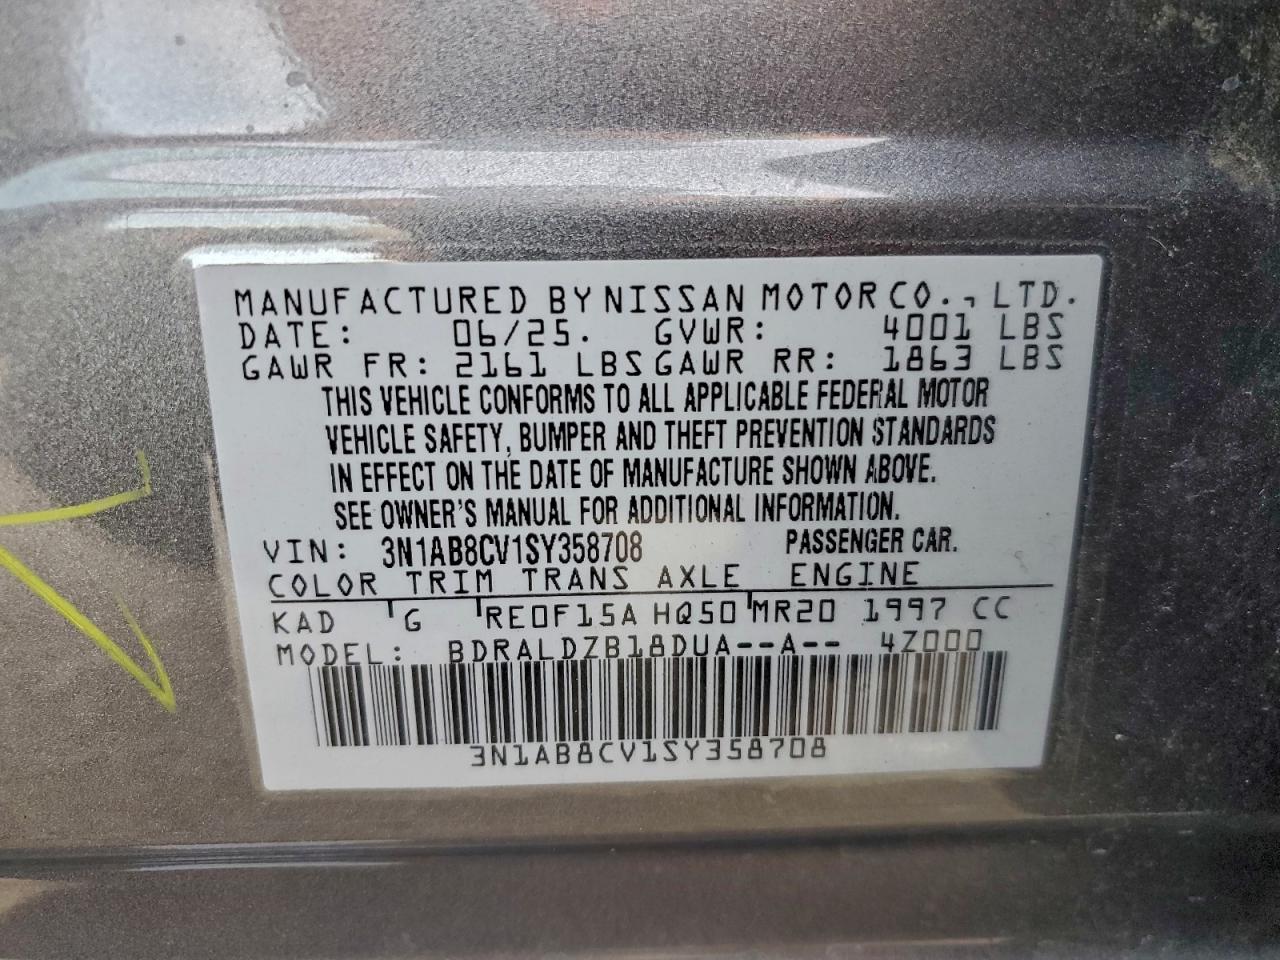 MANUFACTURED BY NISSAN MOTOR CO., LTD.
DATE: 06/25. GVWR: 4001 LBS
GAWR FR: 2161 LBS GAWR RR: 1863 LBS
THIS VEHICLE CONFORMS TO ALL APPLICABLE FEDERAL MOTOR
VEHICLE SAFETY, BUMPER AND THEFT PREVENTION STANDARDS
IN EFFECT ON THE DATE OF MANUFACTURE SHOWN ABOVE.
SEE OWNER'S MANUAL FOR ADDITIONAL INFORMATION.
VIN: 3N1AB8CV1SY358708 PASSENGER CAR.
COLOR TRIM TRANS AXLE ENGINE
KAD G RE0F15A HQ50 MR20 1997 CC
MODEL: BDRALDZB18DUA--A-- 4Z000
3N1AB8CV1SY358708